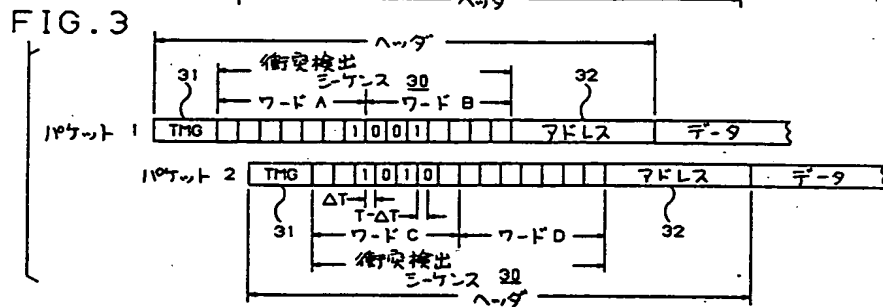 ヘッダ
FIG.3
ヘッダ
衝突検出
シーケンス 30
31
32
ワード A
ワード B
パケット 1
TMG
1 0 0 1
アドレス
データ
パケット 2
TMG
1 0 1 0
アドレス
データ
ΔT
T-ΔT
31
ワード C
ワード D
32
衝突検出
シーケンス 30
ヘッダ